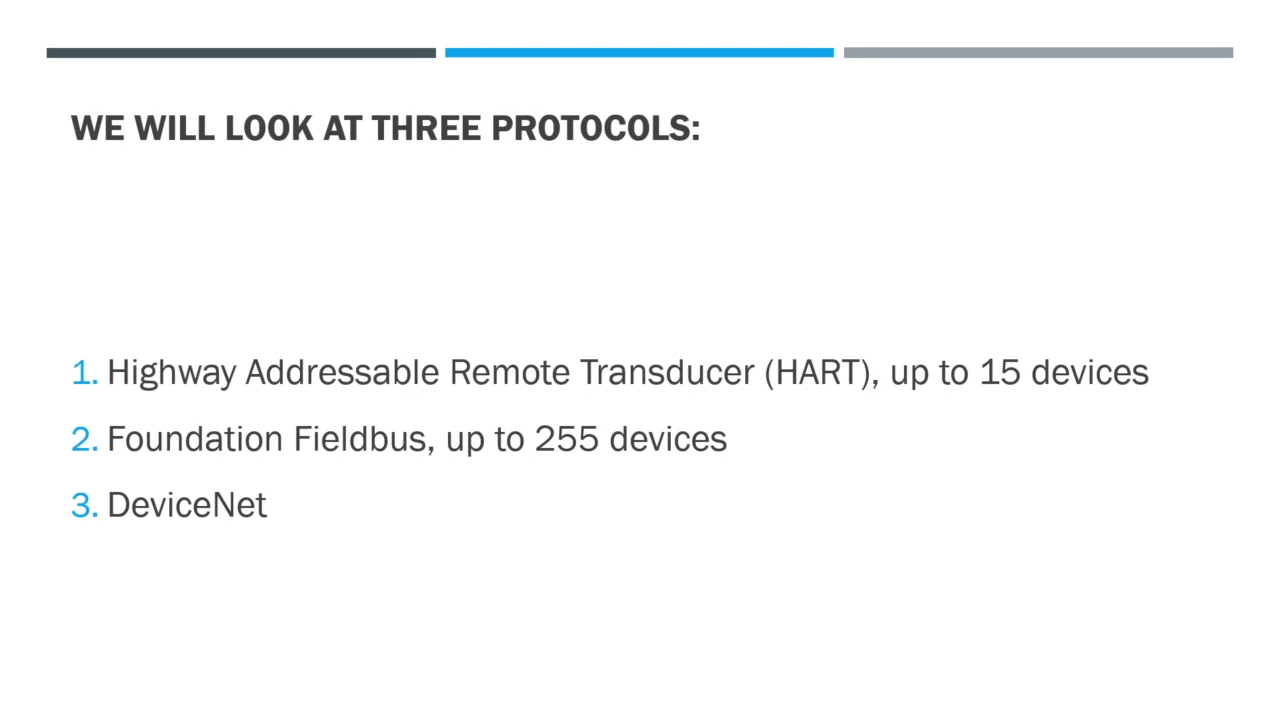 WE WILL LOOK AT THREE PROTOCOLS:
1. Highway Addressable Remote Transducer (HART), up to 15 devices
2. Foundation Fieldbus, up to 255 devices
3. DeviceNet